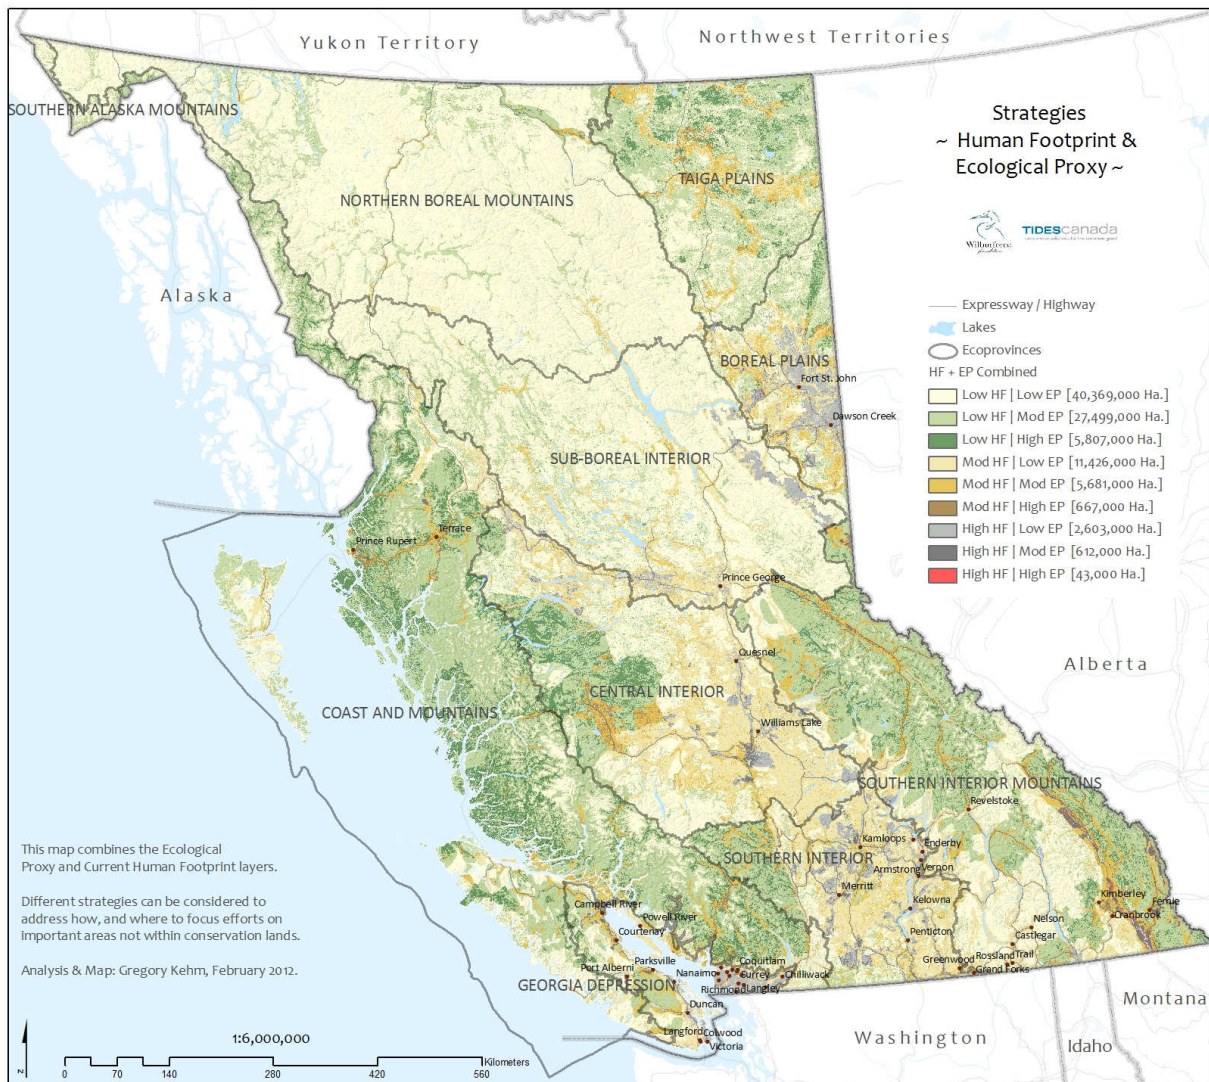 Yukon Territory
Northwest Territories
SOUTHERN ALASKA MOUNTAINS
Strategies
~ Human Footprint &
Ecological Proxy ~
TAIGA PLAINS
NORTHERN BOREAL MOUNTAINS
Wilburforce
foundation
TIDESCANADA
Alaska
Expressway / Highway
Lakes
Ecoprovinces
HF + EP Combined
Low HF | Low EP [40,369,000 Ha.]
Low HF | Mod EP [27,499,000 Ha.]
Low HF | High EP [5,807,000 Ha.]
Mod HF | Low EP [11,426,000 Ha.]
Mod HF | Mod EP [5,681,000 Ha.]
Mod HF | High EP [667,000 Ha.]
High HF | Low EP [2,603,000 Ha.]
High HF | Mod EP [612,000 Ha.]
High HF | High EP [43,000 Ha.]
BOREAL PLAINS
Fort St. John
Dawson Creek
SUB-BOREAL INTERIOR
Terrace
Prince Rupert
Prince George
Quesnel
Alberta
CENTRAL INTERIOR
COAST AND MOUNTAINS
Williams Lake
SOUTHERN INTERIOR MOUNTAINS
Revelstoke
Kamloops
Enderby
SOUTHERN INTERIOR
Vernon
Armstrong
Merritt
Kelowna
Kimberley
Fernie
Cranbrook
Campbell River
Powell River
Courtenay
Nelson
Castlegar
Penticton
Greenwood
Rossland
Trail
Grand Forks
Parksville
Port Alberni
Nanaimo
Coquitlam
Surrey
Chilliwack
Richmond
Langley
GEORGIA DEPRESSION
Duncan
Langford
Colwood
Victoria
Montana
Washington
Idaho
This map combines the Ecological
Proxy and Current Human Footprint layers.
Different strategies can be considered to
address how, and where to focus efforts on
important areas not within conservation lands.
Analysis & Map: Gregory Kehm, February 2012.
1:6,000,000
Kilometers
0 70 140 280 420 560
N